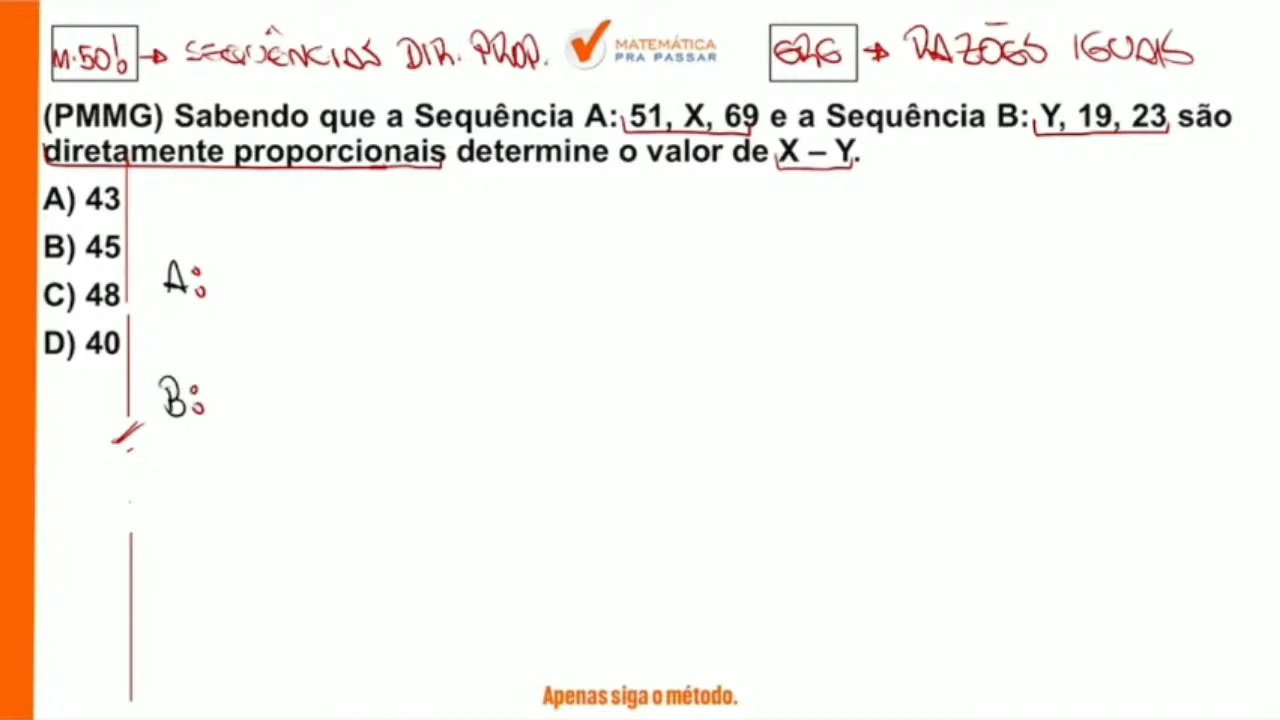 M.50! → SEQUÊNCIAS DIR. PROP. MATEMÁTICA PRA PASSAR → RAZÕES IGUAIS
(PMMG) Sabendo que a Sequência A: 51, X, 69 e a Sequência B: Y, 19, 23 são
diretamente proporcionais determine o valor de X – Y.
A) 43
B) 45
C) 48
D) 40
A:
B:
Apenas siga o método.